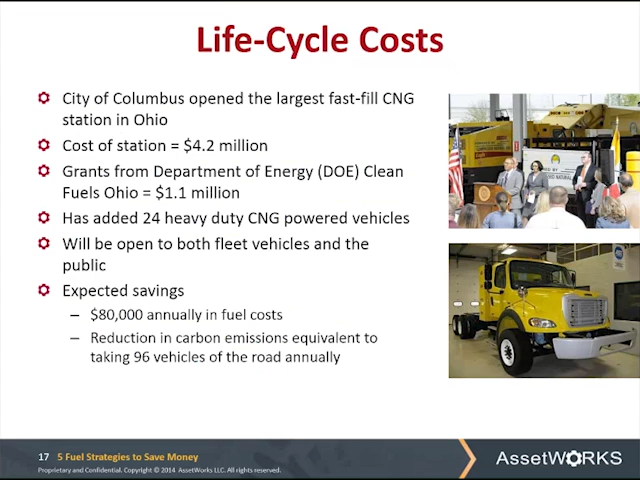 Life-Cycle Costs
City of Columbus opened the largest fast-fill CNG
station in Ohio
Cost of station = $4.2 million
Grants from Department of Energy (DOE) Clean
Fuels Ohio = $1.1 million
Has added 24 heavy duty CNG powered vehicles
Will be open to both fleet vehicles and the
public
Expected savings
– $80,000 annually in fuel costs
– Reduction in carbon emissions equivalent to
taking 96 vehicles of the road annually
17 5 Fuel Strategies to Save Money
Proprietary and Confidential. Copyright © 2014 AssetWorks LLC. All rights reserved.
AssetWORKS